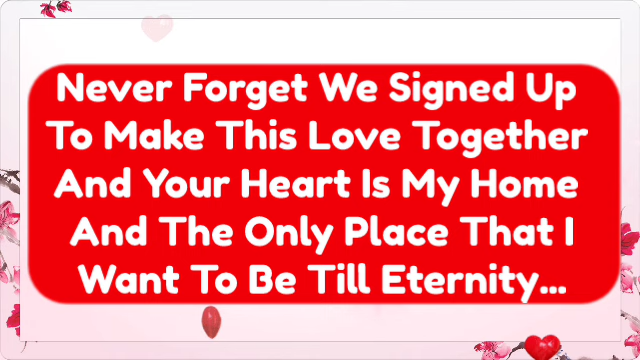 Never Forget We Signed Up
To Make This Love Together
And Your Heart Is My Home
And The Only Place That I
Want To Be Till Eternity...